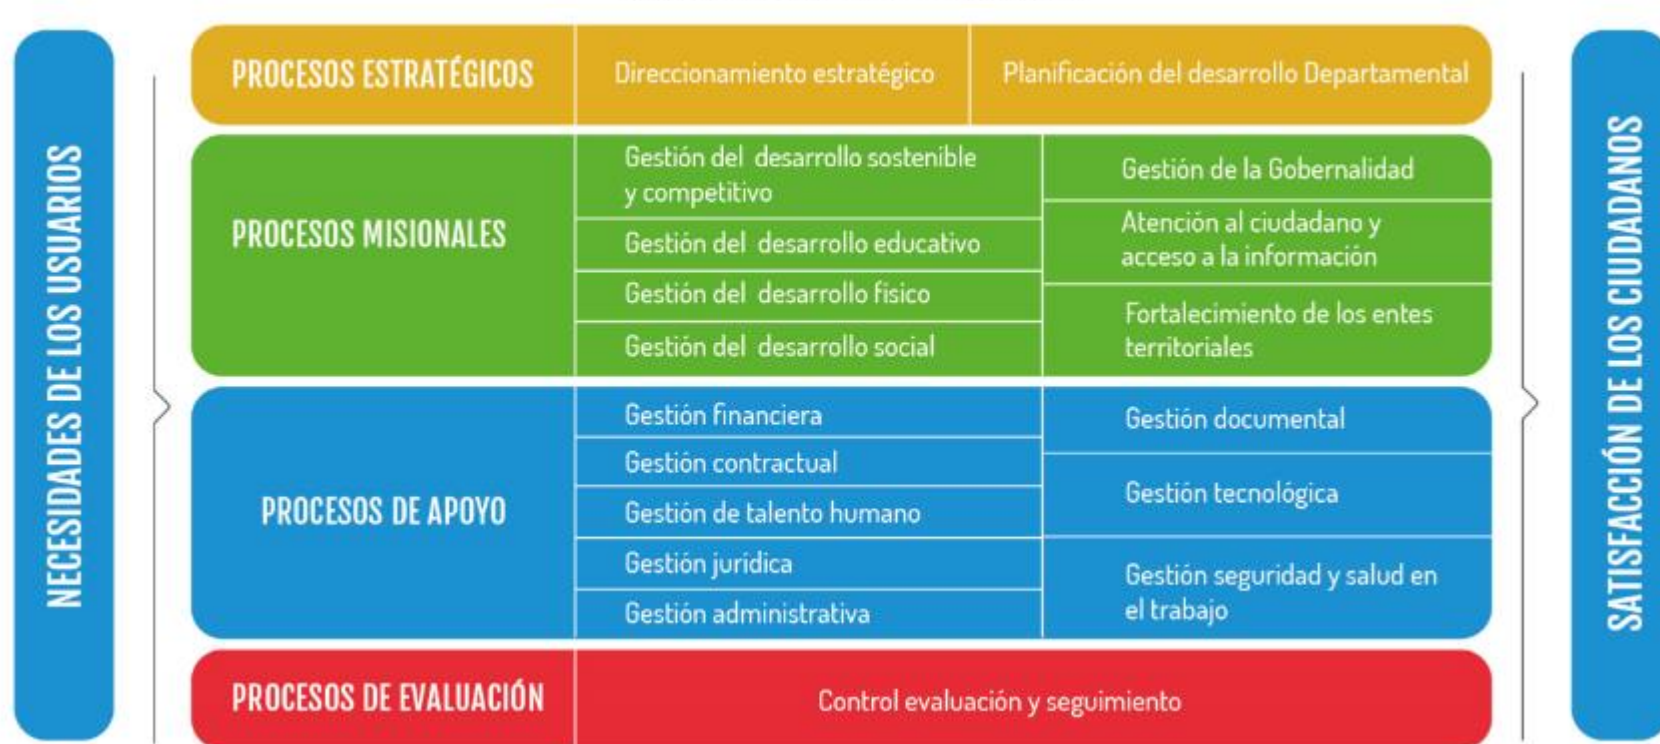 NECESIDADES DE LOS USUARIOS
PROCESOS ESTRATÉGICOS
Direccionamiento estratégico
Planificación del desarrollo Departamental
PROCESOS MISIONALES
Gestión del desarrollo sostenible
y competitivo
Gestión del desarrollo educativo
Gestión del desarrollo físico
Gestión del desarrollo social
Gestión de la Gobernalidad
Atención al ciudadano y
acceso a la información
Fortalecimiento de los entes
territoriales
PROCESOS DE APOYO
Gestión financiera
Gestión contractual
Gestión de talento humano
Gestión jurídica
Gestión administrativa
Gestión documental
Gestión tecnológica
Gestión seguridad y salud en
el trabajo
PROCESOS DE EVALUACIÓN
Control evaluación y seguimiento
SATISFACCIÓN DE LOS CIUDADANOS